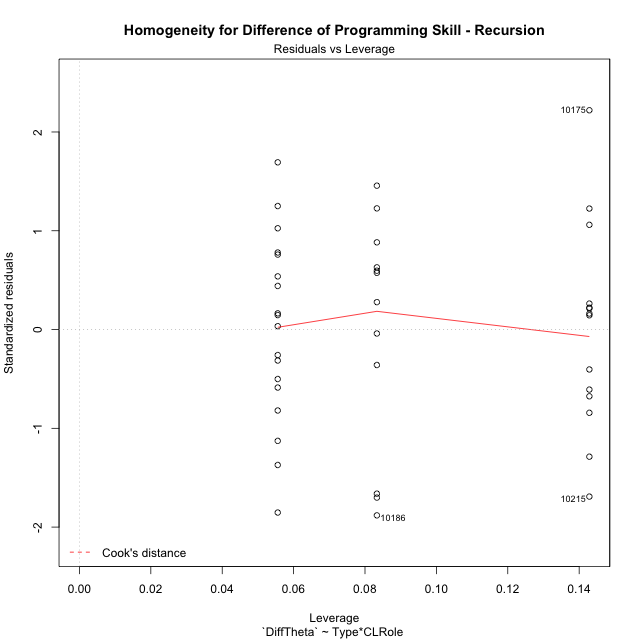 Homogeneity for Difference of Programming Skill - Recursion
Residuals vs Leverage
10175
2
1
0
-1
-2
Standardized residuals
10215
10186
Cook's distance
0.00 0.02 0.04 0.06 0.08 0.10 0.12 0.14
Leverage
`DiffTheta` ~ Type*CLRole